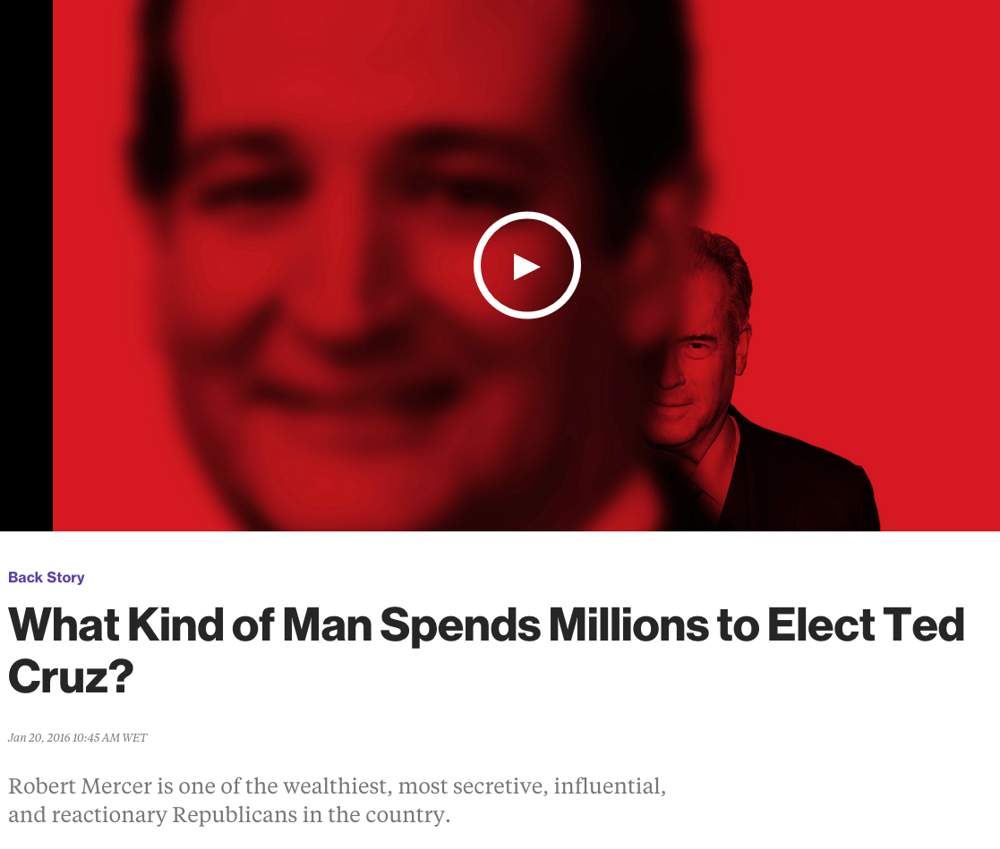 Back Story
What Kind of Man Spends Millions to Elect Ted
Cruz?
Jan 20, 2016 10:45 AM WET
Robert Mercer is one of the wealthiest, most secretive, influential,
and reactionary Republicans in the country.